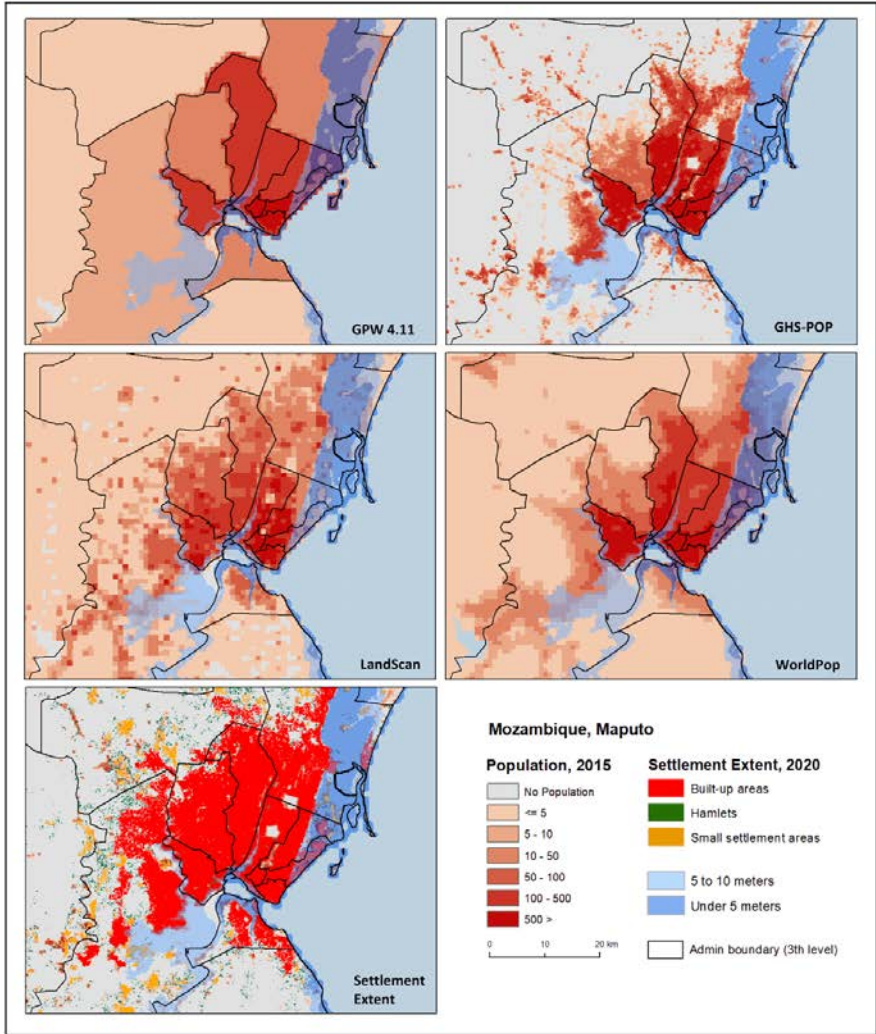 GPW 4.11
GHS-POP
LandScan
WorldPop
Settlement
Extent
Mozambique, Maputo
Population, 2015
No Population
<= 5
5 - 10
10 - 50
50 - 100
100 - 500
500 >
0 10 20 km
Settlement Extent, 2020
Built-up areas
Hamlets
Small settlement areas
5 to 10 meters
Under 5 meters
Admin boundary (3th level)